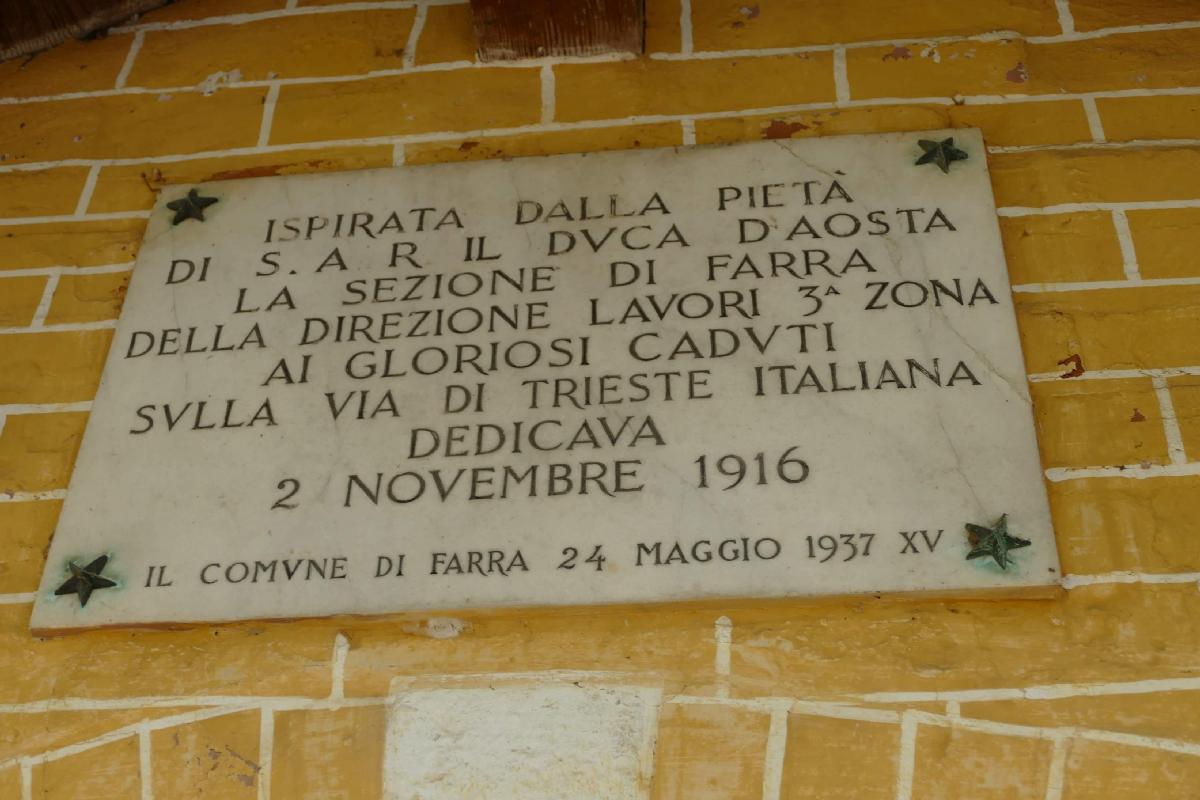 ISPIRATA DALLA PIETÀ
DI S. A R IL DVCA D'AOSTA
LA SEZIONE DI FARRA
DELLA DIREZIONE LAVORI 3ᴬ ZONA
AI GLORIOSI CADVTI
SVLLA VIA DI TRIESTE ITALIANA
DEDICAVA
2 NOVEMBRE 1916
IL COMVNE DI FARRA 24 MAGGIO 1937 XV